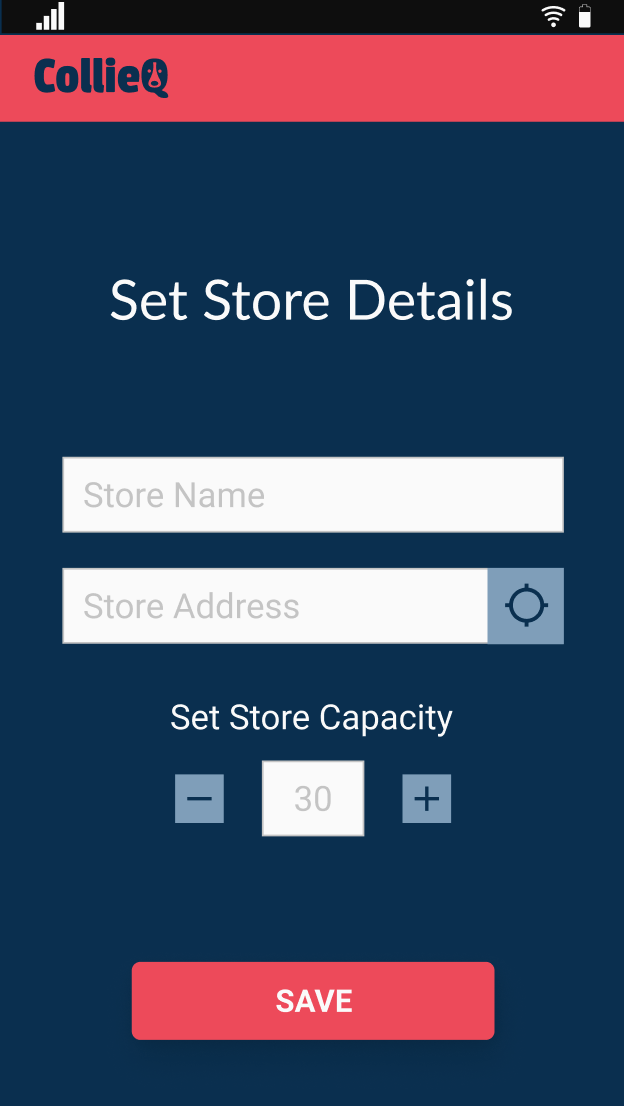 CollieQ
Set Store Details
Store Name
Store Address
Set Store Capacity
30
SAVE